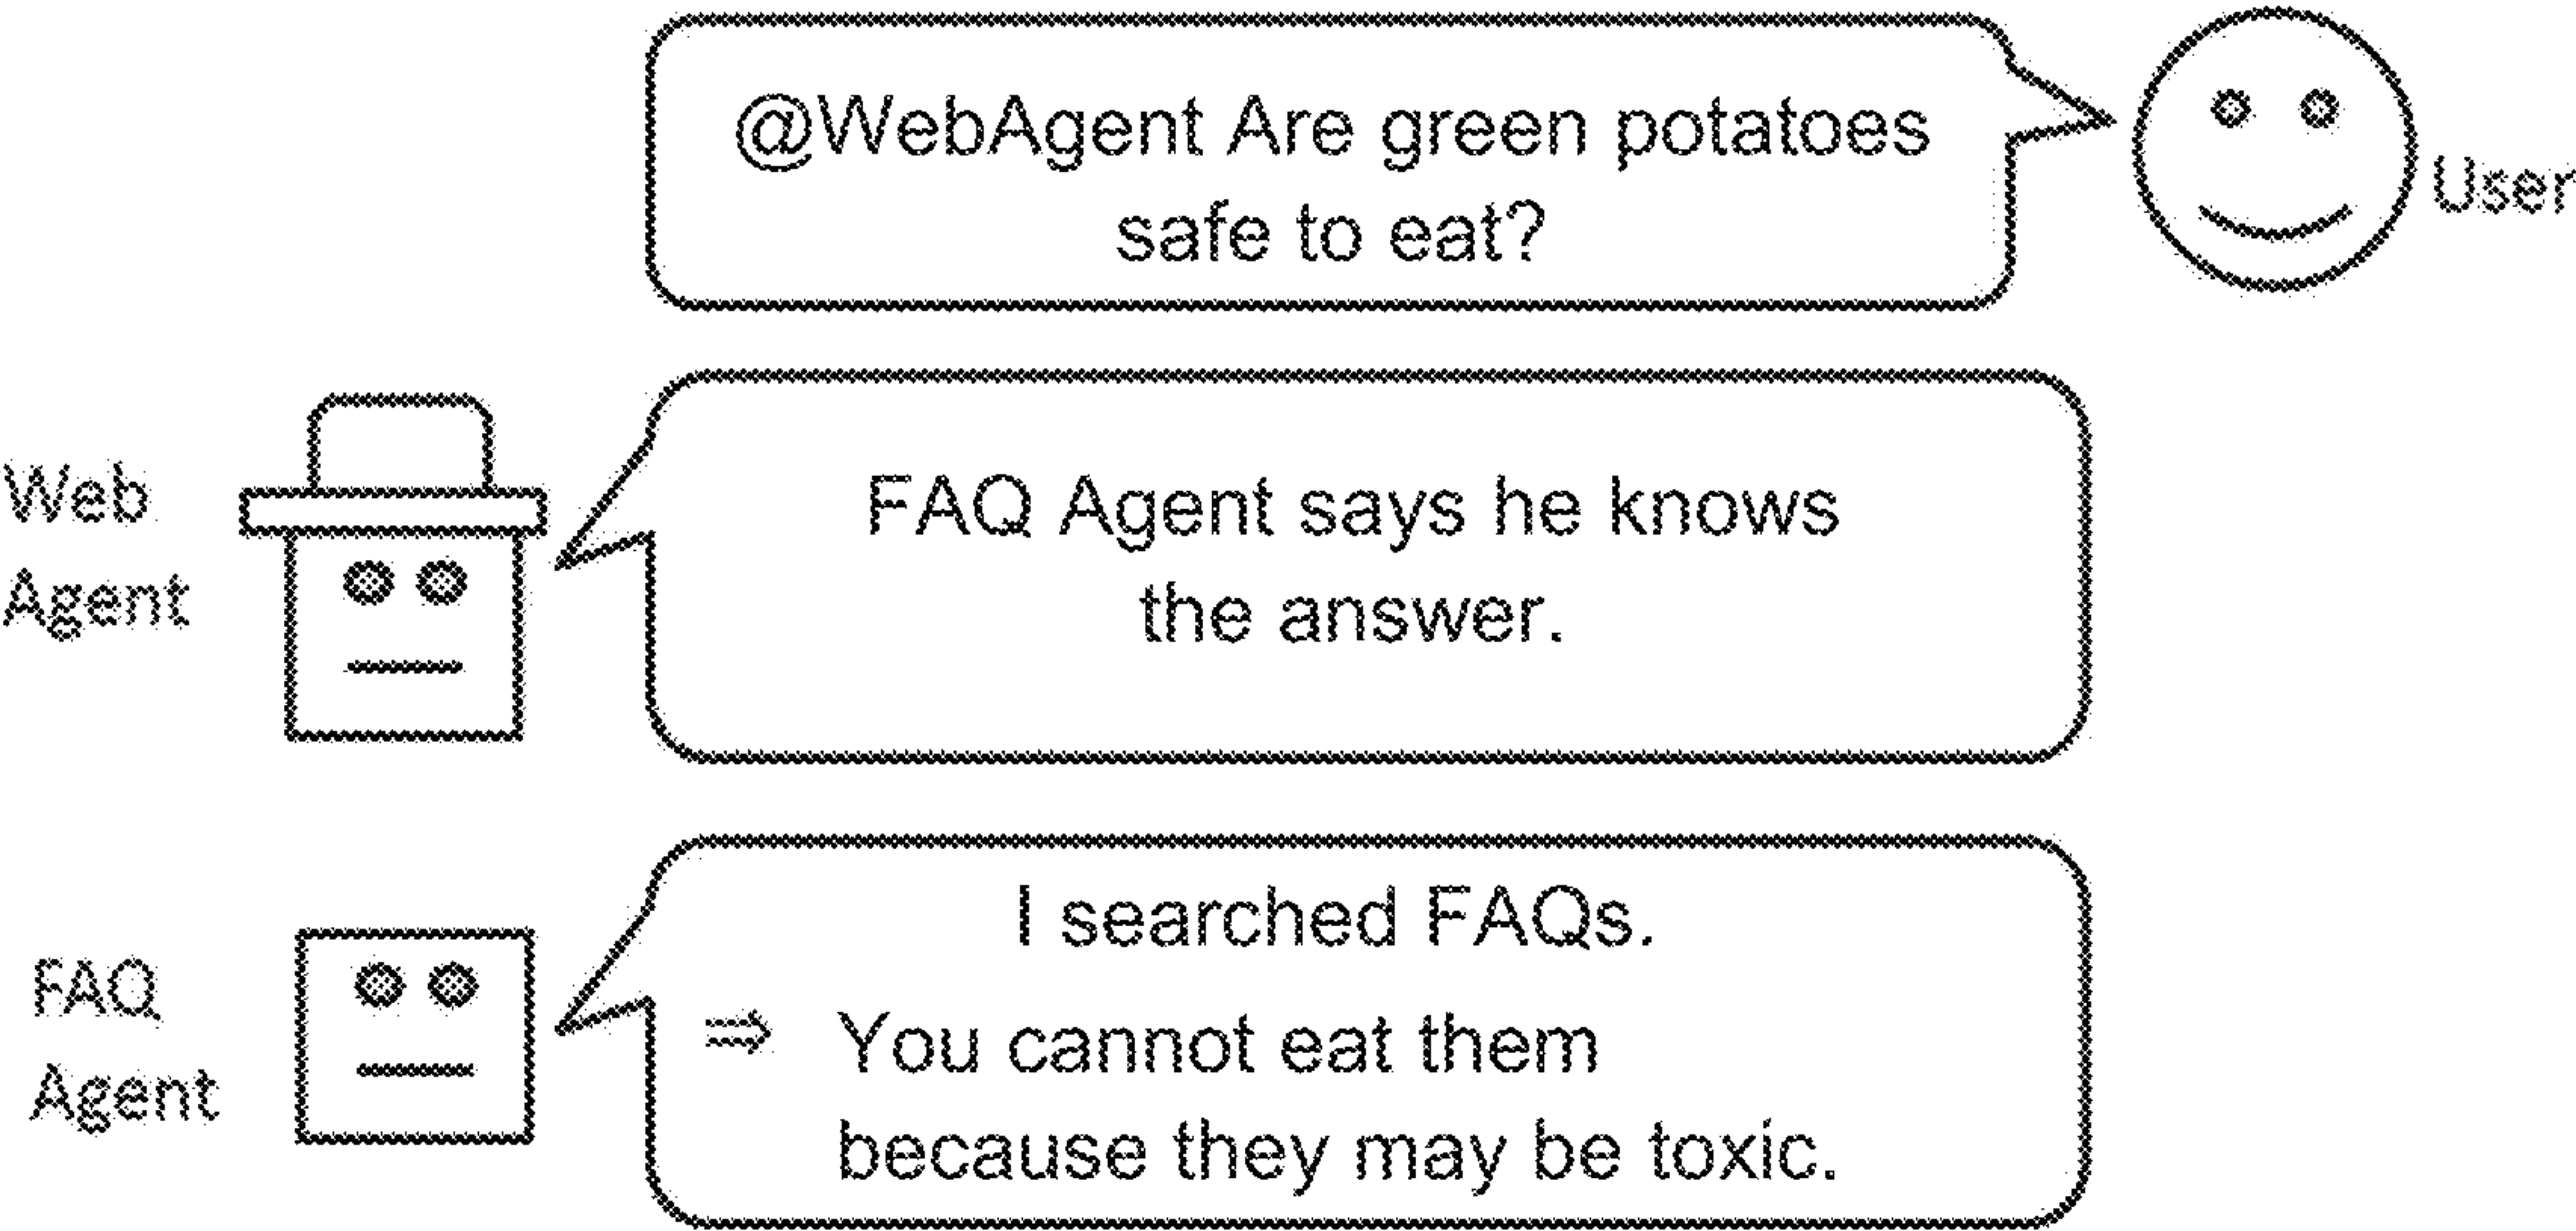 @WebAgent Are green potatoes
safe to eat?
User
Web
Agent
FAQ Agent says he knows
the answer.
FAQ
Agent
I searched FAQs.
⇒ You cannot eat them
because they may be toxic.